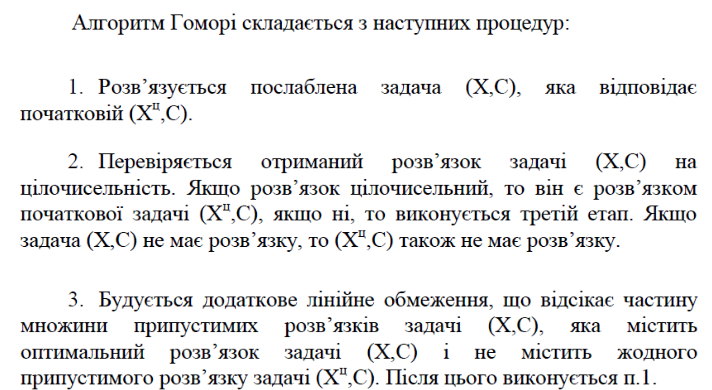 Алгоритм Гоморі складається з наступних процедур:
1. Розв’язується послаблена задача (X,C), яка відповідає
початковій (Xᶣ,C).
2. Перевіряється отриманий розв’язок задачі (X,C) на
цілочисельність. Якщо розв’язок цілочисельний, то він є розв’язком
початкової задачі (Xᶣ,C), якщо ні, то виконується третій етап. Якщо
задача (X,C) не має розв’язку, то (Xᶣ,C) також не має розв’язку.
3. Будується додаткове лінійне обмеження, що відсікає частину
множини припустимих розв’язків задачі (X,C), яка містить
оптимальний розв’язок задачі (X,C) і не містить жодного
припустимого розв’язку задачі (Xᶣ,C). Після цього виконується п.1.